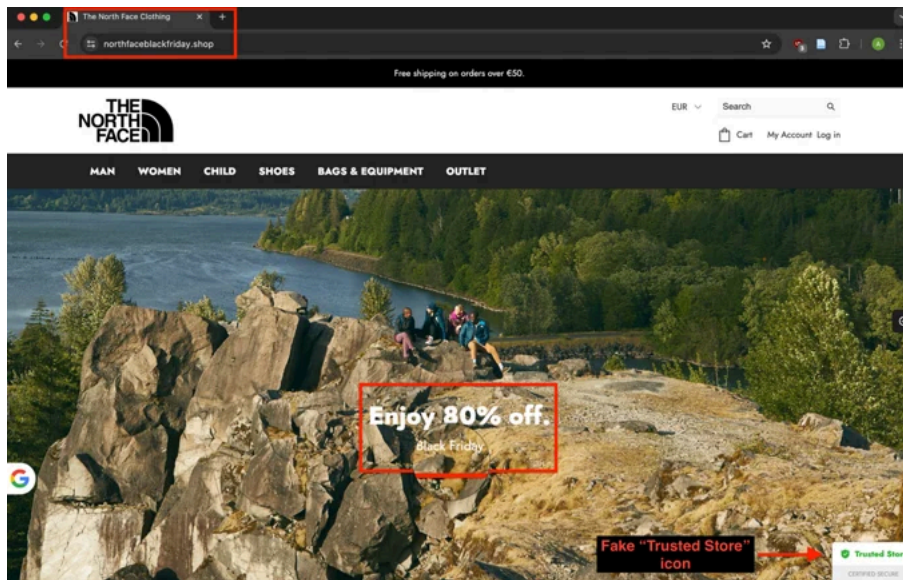 The North Face Clothing
northfaceblackfriday.shop
Free shipping on orders over €50.
THE
NORTH
FACE
EUR
Search
Cart My Account Log in
MAN WOMEN CHILD SHOES BAGS & EQUIPMENT OUTLET
Enjoy 80% off.
Black Friday
G
Fake "Trusted Store"
icon
Trusted Stor
CERTIFIED SECURE